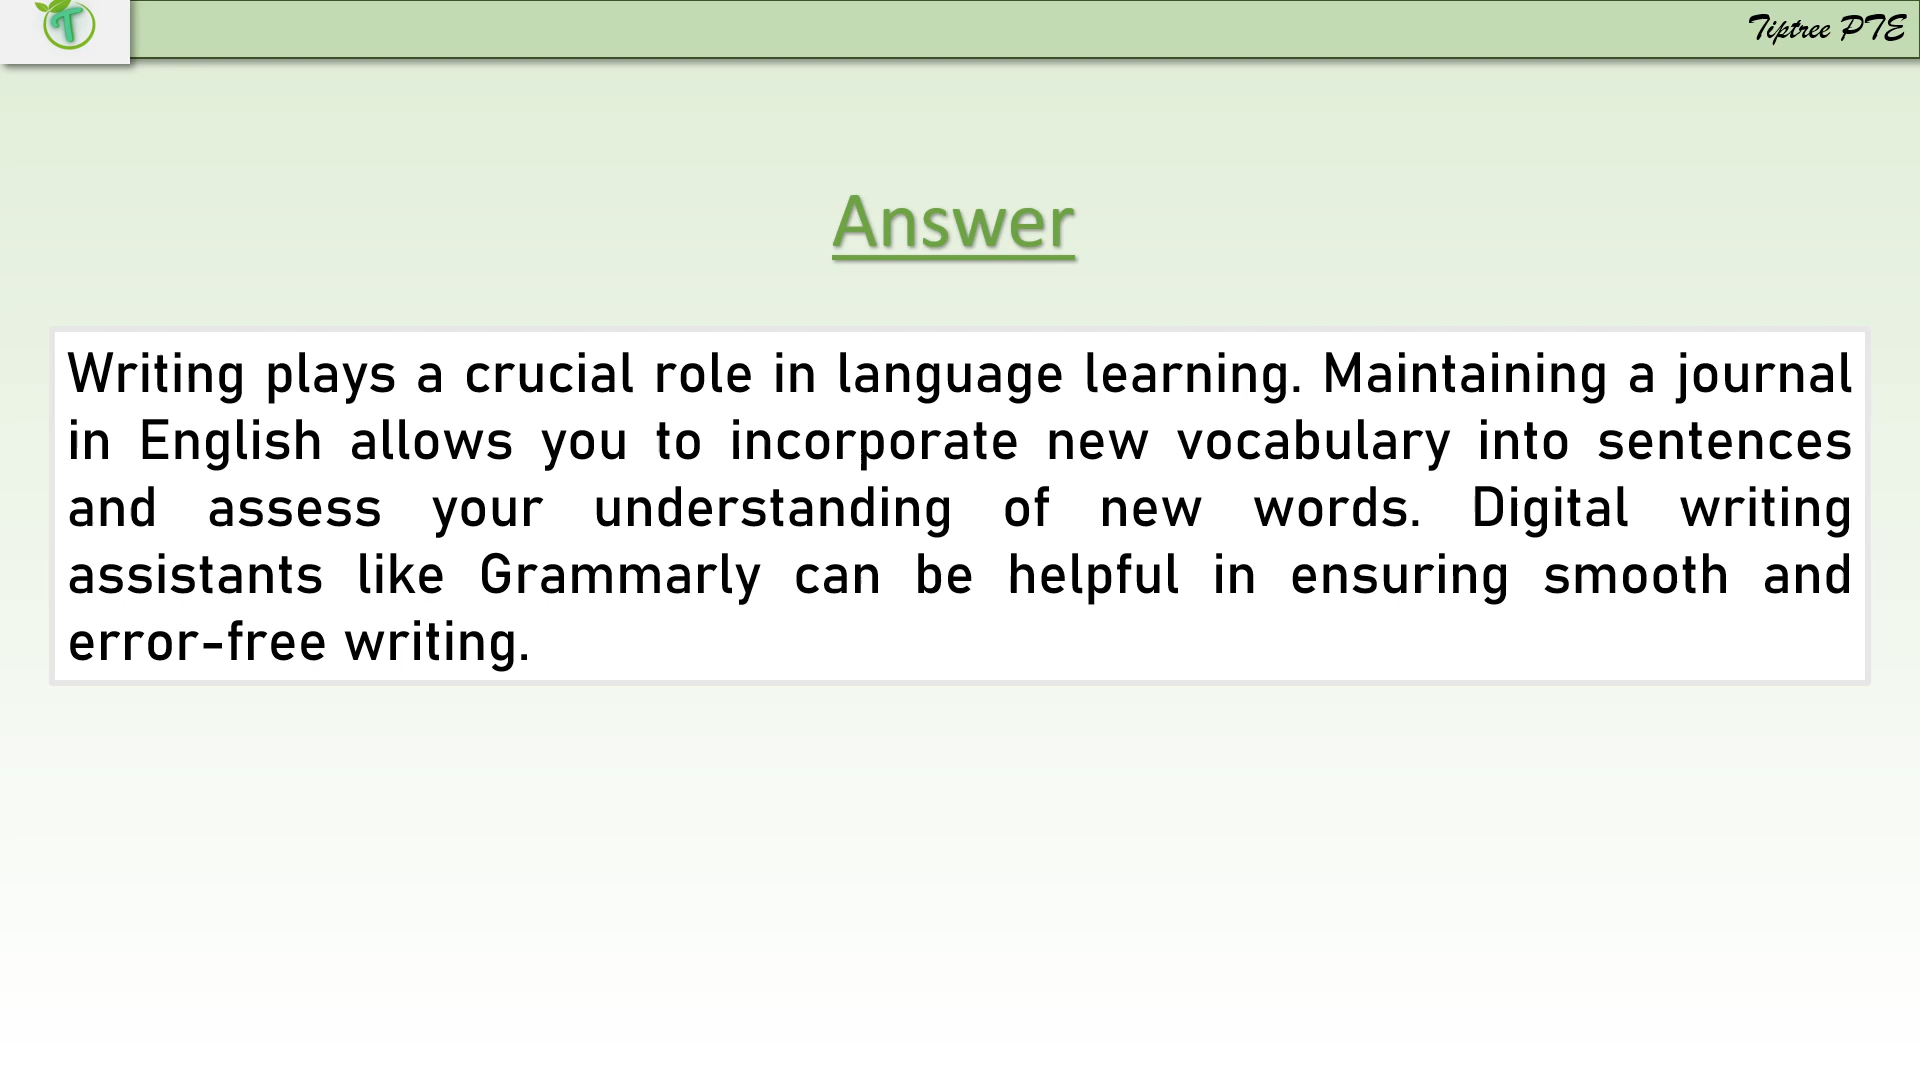 T
Tiptree PTE
Answer
Writing plays a crucial role in language learning. Maintaining a journal
in English allows you to incorporate new vocabulary into sentences
and assess your understanding of new words. Digital writing
assistants like Grammarly can be helpful in ensuring smooth and
error-free writing.